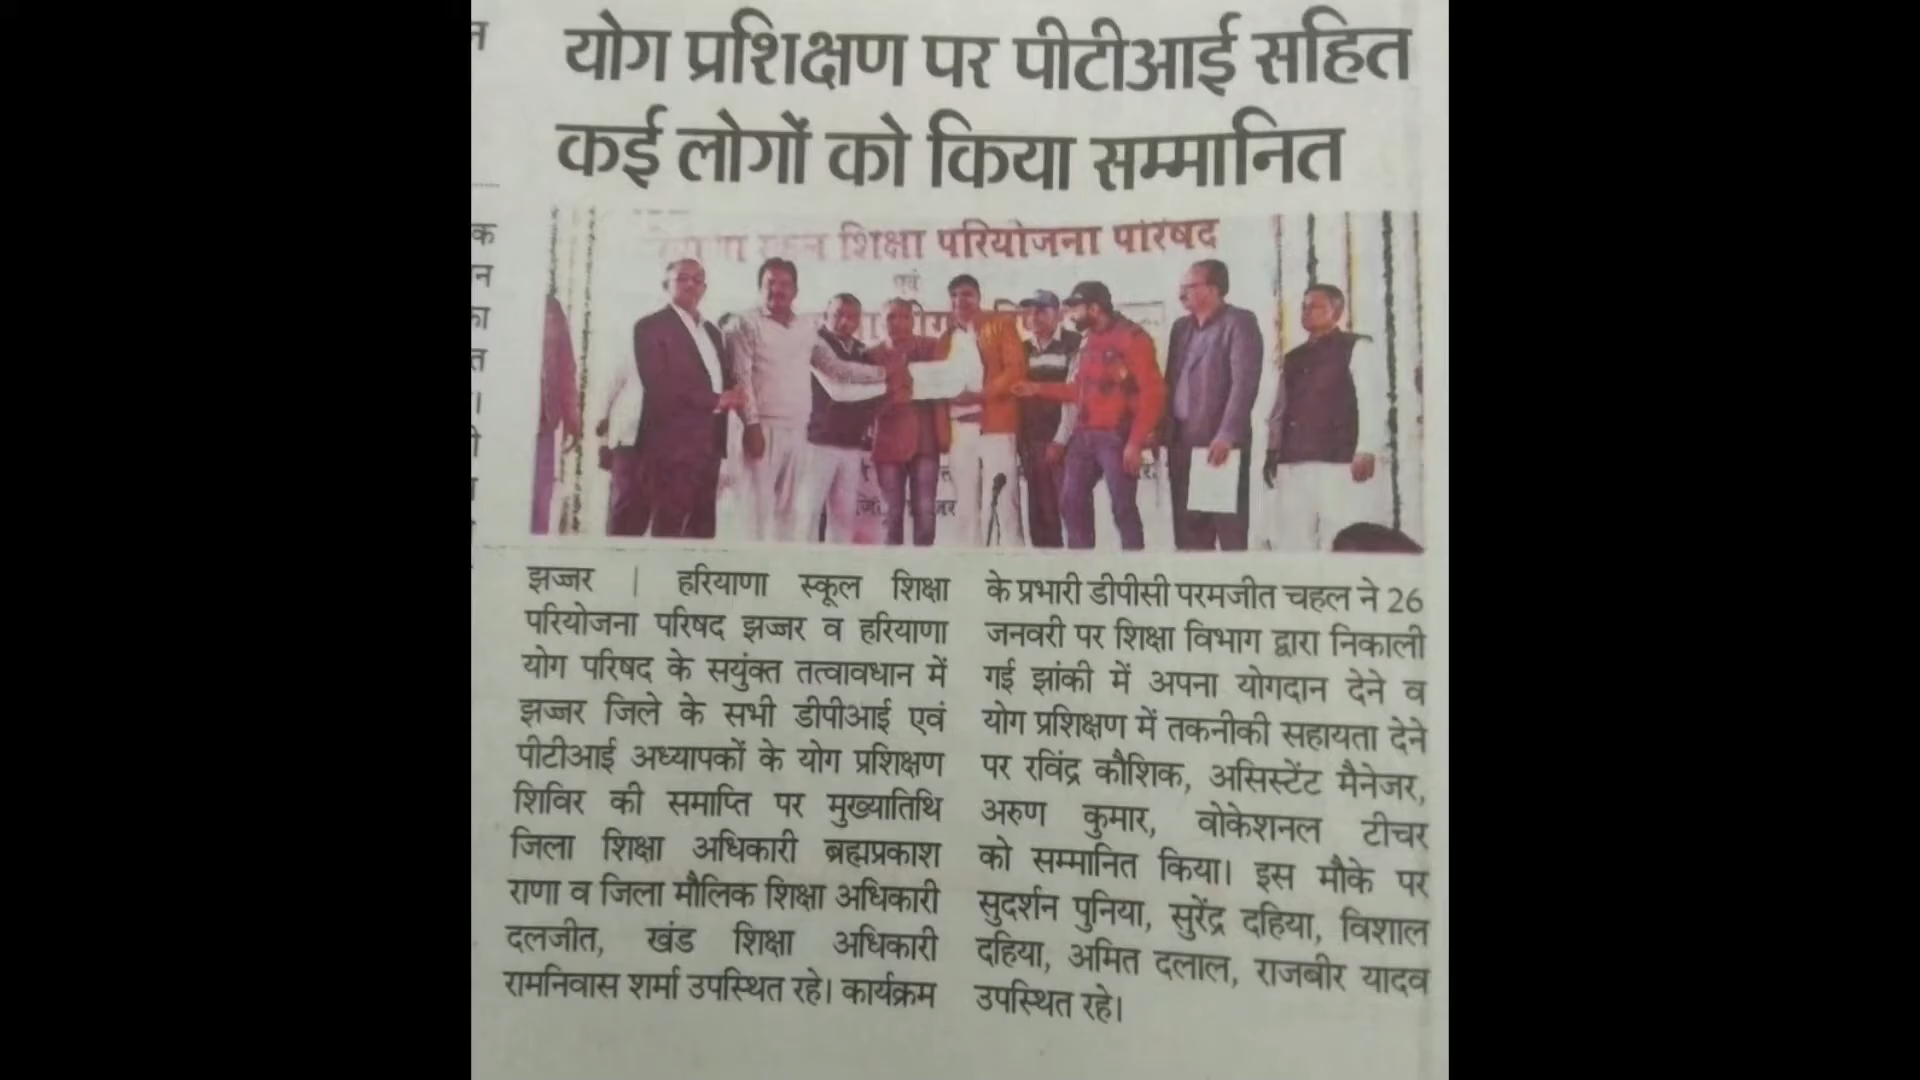 योग प्रशिक्षण पर पीटीआई सहित
कई लोगों को किया सम्मानित
शिक्षा परियोजना परिषद
एवं
झज्जर | हरियाणा स्कूल शिक्षा
परियोजना परिषद झज्जर व हरियाणा
योग परिषद के सयुंक्त तत्वावधान में
झज्जर जिले के सभी डीपीआई एवं
पीटीआई अध्यापकों के योग प्रशिक्षण
शिविर की समाप्ति पर मुख्यातिथि
जिला शिक्षा अधिकारी ब्रह्मप्रकाश
राणा व जिला मौलिक शिक्षा अधिकारी
दलजीत, खंड शिक्षा अधिकारी
रामनिवास शर्मा उपस्थित रहे। कार्यक्रम
के प्रभारी डीपीसी परमजीत चहल ने 26
जनवरी पर शिक्षा विभाग द्वारा निकाली
गई झांकी में अपना योगदान देने व
योग प्रशिक्षण में तकनीकी सहायता देने
पर रविंद्र कौशिक, असिस्टेंट मैनेजर,
अरुण कुमार, वोकेशनल टीचर
को सम्मानित किया। इस मौके पर
सुदर्शन पुनिया, सुरेंद्र दहिया, विशाल
दहिया, अमित दलाल, राजबीर यादव
उपस्थित रहे।